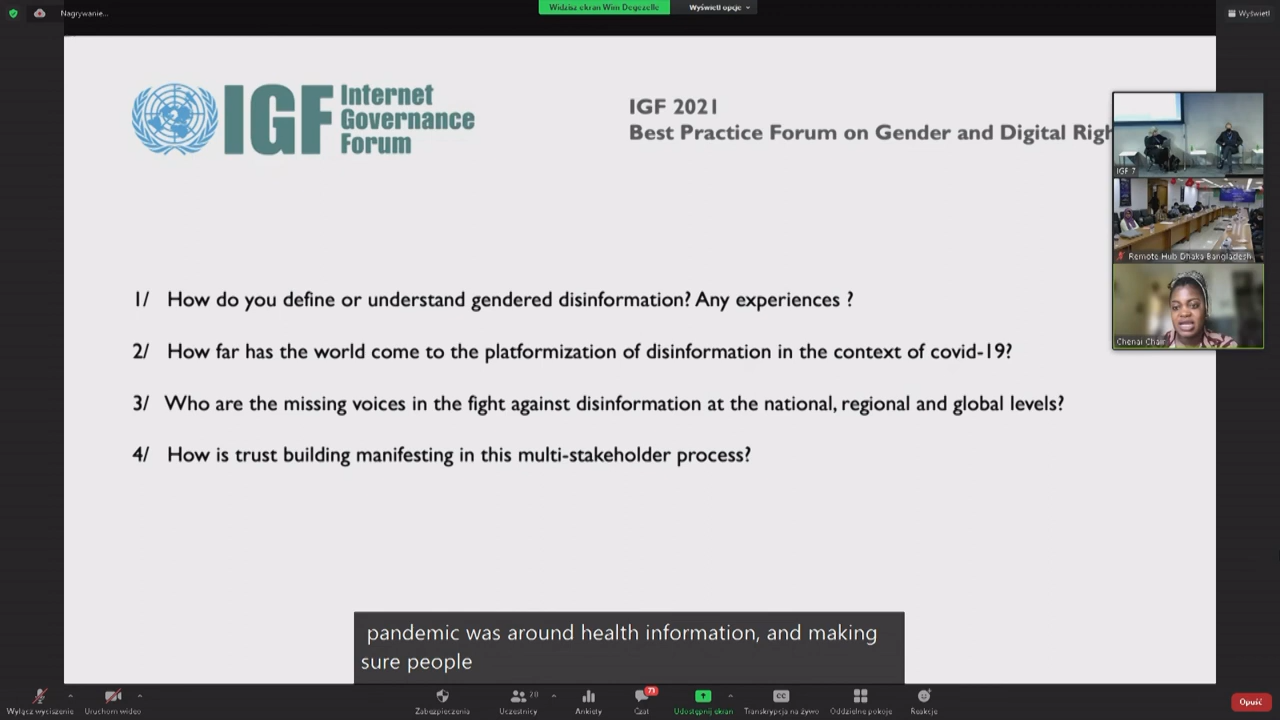 Nagrywanie...
Widzisz ekran Wim Degezelle
Wyświetl opcje
Wyświetl
IGF Internet
Governance
Forum
IGF 2021
Best Practice Forum on Gender and Digital Righ
IGF 7
Remote Hub Dhaka Bangladesh
Chenai Chair
1/ How do you define or understand gendered disinformation? Any experiences ?
2/ How far has the world come to the platformization of disinformation in the context of covid-19?
3/ Who are the missing voices in the fight against disinformation at the national, regional and global levels?
4/ How is trust building manifesting in this multi-stakeholder process?
pandemic was around health information, and making
sure people
Wyłącz wyciszenie
Uruchom wideo
Zabezpieczenia
Uczestnicy
20
Ankiety
Czat
73
Udostępnij ekran
CC
Transkrypcja na żywo
Oddzielne pokoje
Reakcje
Opuść